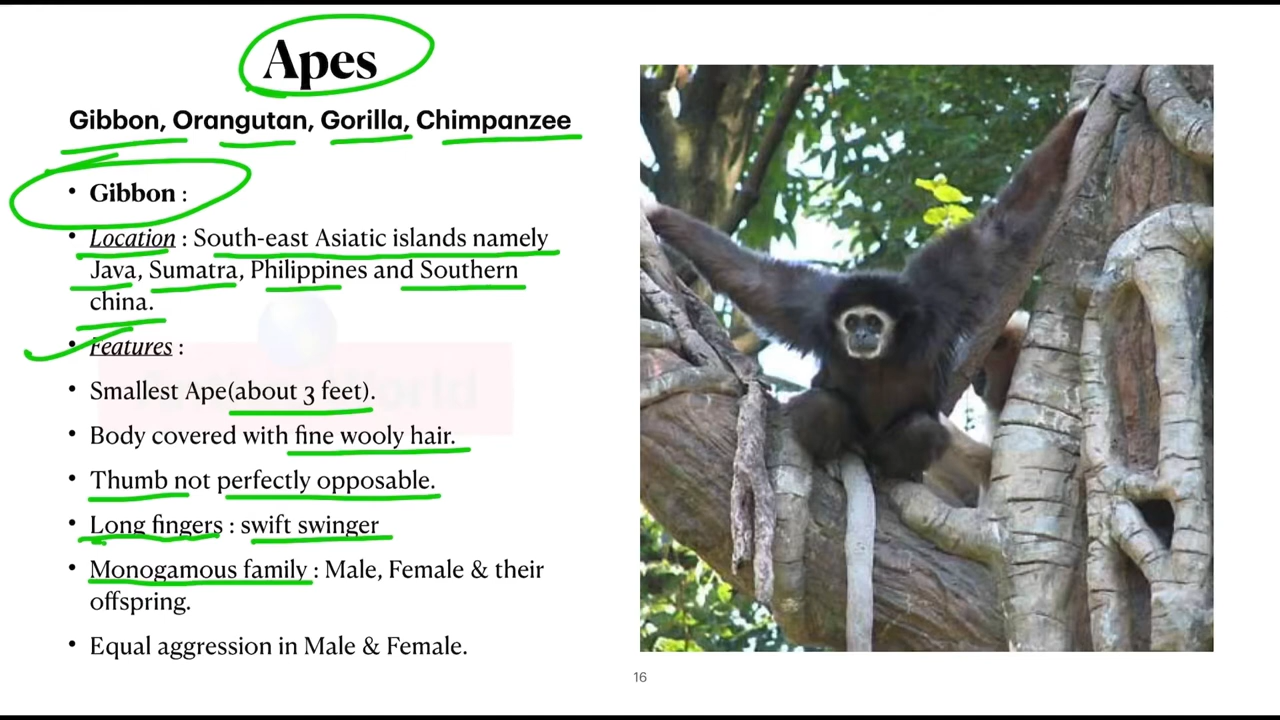 Apes
Gibbon, Orangutan, Gorilla, Chimpanzee
• Gibbon :
• Location : South-east Asiatic islands namely
Java, Sumatra, Philippines and Southern
china.
• Features :
• Smallest Ape(about 3 feet).
• Body covered with fine wooly hair.
• Thumb not perfectly opposable.
• Long fingers : swift swinger
• Monogamous family : Male, Female & their
offspring.
• Equal aggression in Male & Female.
16